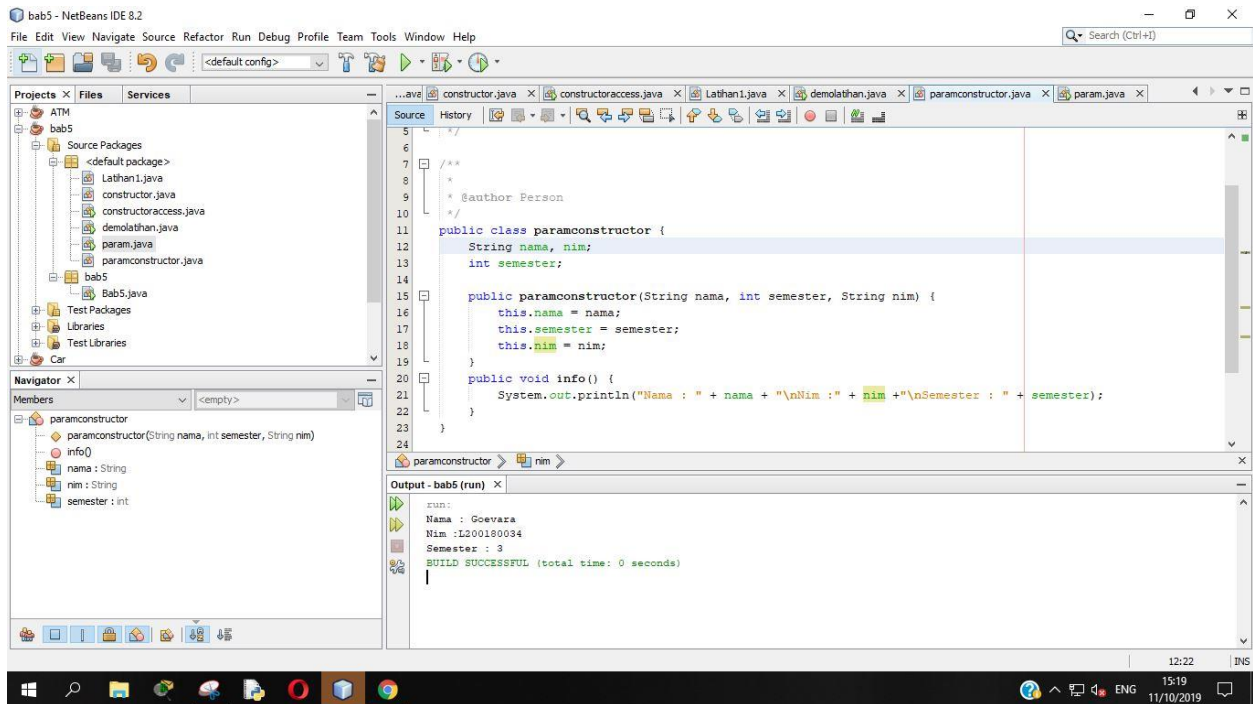 bab5 - NetBeans IDE 8.2
File Edit View Navigate Source Refactor Run Debug Profile Team Tools Window Help
Search (Ctrl+I)
<default config>
Projects Files Services
ATM
bab5
Source Packages
<default package>
Latihan1.java
constructor.java
constructoraccess.java
demolatihan.java
param.java
paramconstructor.java
bab5
Bab5.java
Test Packages
Libraries
Test Libraries
Car
Navigator
Members <empty>
paramconstructor
paramconstructor(String nama, int semester, String nim)
info()
nama : String
nim : String
semester : int
...ava constructor.java constructoraccess.java Latihan1.java demolatihan.java paramconstructor.java param.java
Source History
5 */
6
7 /**
8 *
9 * @author Person
10 */
11 public class paramconstructor {
12 String nama, nim;
13 int semester;
14
15 public paramconstructor(String nama, int semester, String nim) {
16 this.nama = nama;
17 this.semester = semester;
18 this.nim = nim;
19 }
20 public void info() {
21 System.out.println("Nama : " + nama + "\nNim :" + nim +"\nSemester : " + semester);
22 }
23 }
24
paramconstructor nim
Output - bab5 (run)
run:
Nama : Goevara
Nim :L200180034
Semester : 3
BUILD SUCCESSFUL (total time: 0 seconds)
12:22 INS
ENG
15:19
11/10/2019